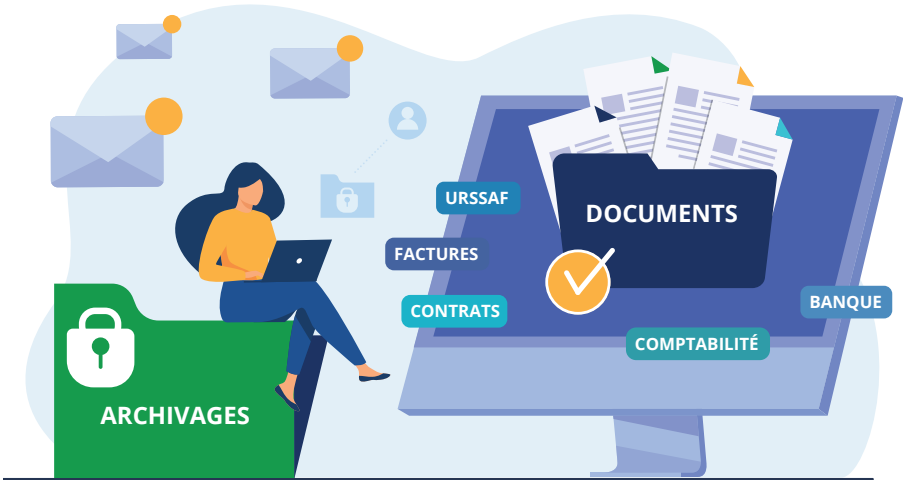 DOCUMENTS
URSSAF
FACTURES
CONTRATS
BANQUE
COMPTABILITÉ
ARCHIVAGES